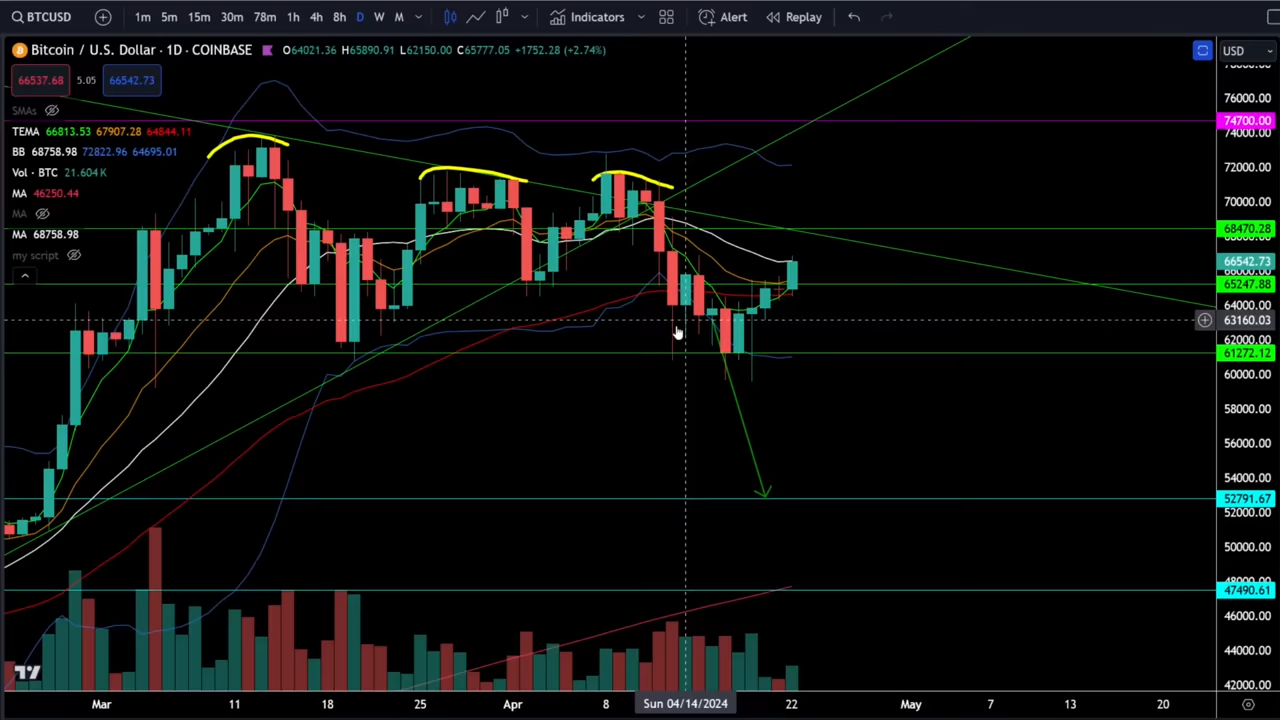 BTCUSD 1m 5m 15m 30m 78m 1h 4h 8h D W M Indicators Alert Replay
Bitcoin / U.S. Dollar · 1D · COINBASE O64021.36 H65890.91 L62150.00 C65777.05 +1752.28 (+2.74%) USD
66537.68 5.05 66542.73
SMAs
TEMA 66813.53 67907.28 64844.11
BB 68758.98 72822.96 64695.01
Vol · BTC 21.604 K
MA 46250.44
MA
MA 68758.98
my script
76000.00
74700.00
74000.00
72000.00
70000.00
68470.28
66542.73
66000.00
65247.88
64000.00
63160.03
62000.00
61272.12
60000.00
58000.00
56000.00
54000.00
52791.67
52000.00
50000.00
48000.00
47490.61
46000.00
44000.00
42000.00
Mar 11 18 25 Apr 8 Sun 04/14/2024 22 May 7 13 20